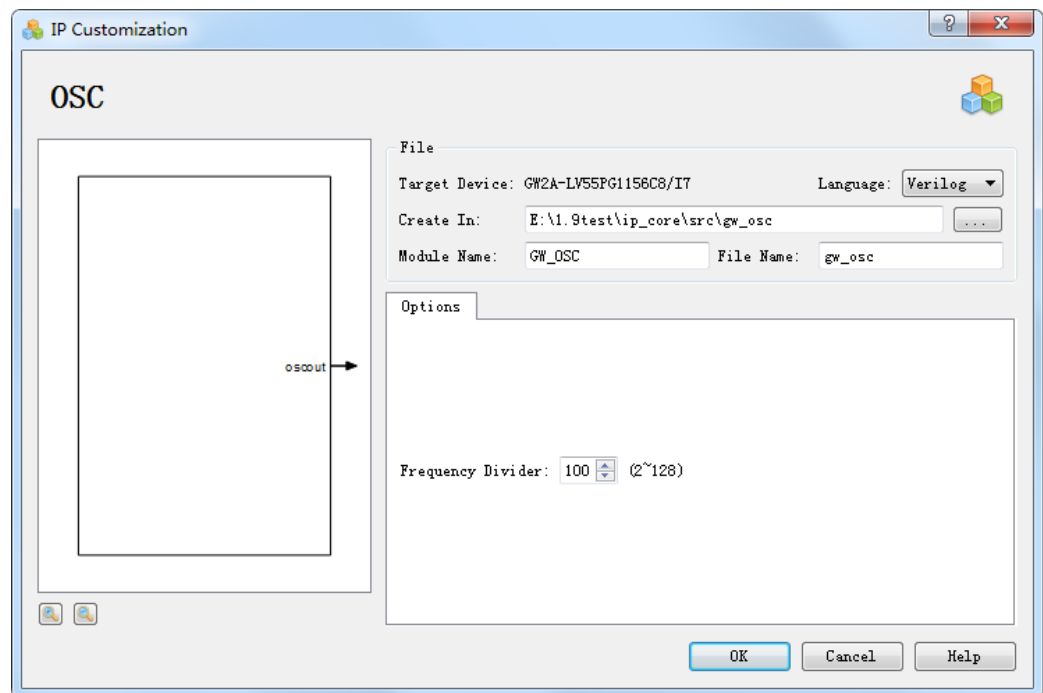 IP Customization
OSC
File
Target Device: GW2A-LV55PG1156C8/I7 Language: Verilog
Create In: E:\1.9test\ip_core\src\gw_osc ...
Module Name: GW_OSC File Name: gw_osc
Options
oscout
Frequency Divider: 100 (2~128)
OK Cancel Help